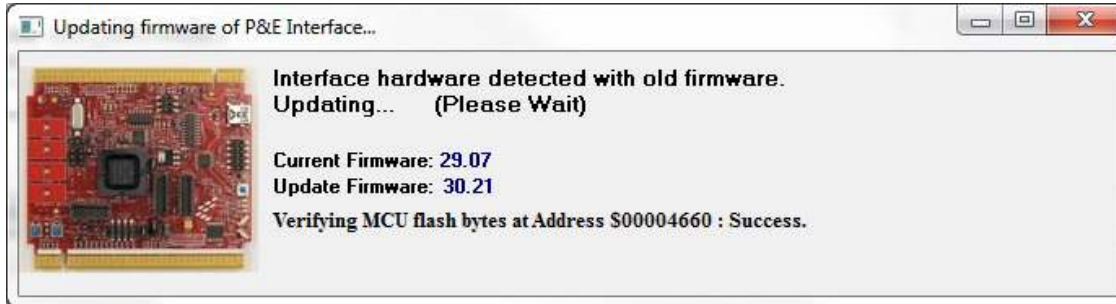 Updating firmware of P&E Interface...
Interface hardware detected with old firmware.
Updating... (Please Wait)
Current Firmware: 29.07
Update Firmware: 30.21
Verifying MCU flash bytes at Address $00004660 : Success.